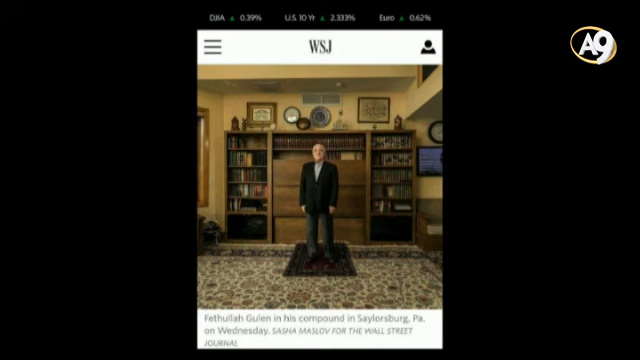 DJIA ▲ 0.39% U.S. 10 Yr ▲ 2.333% Euro ▲ 0.62%
A9
WSJ
Fethullah Gulen in his compound in Saylorsburg, Pa.
on Wednesday. SASHA MASLOV FOR THE WALL STREET
JOURNAL